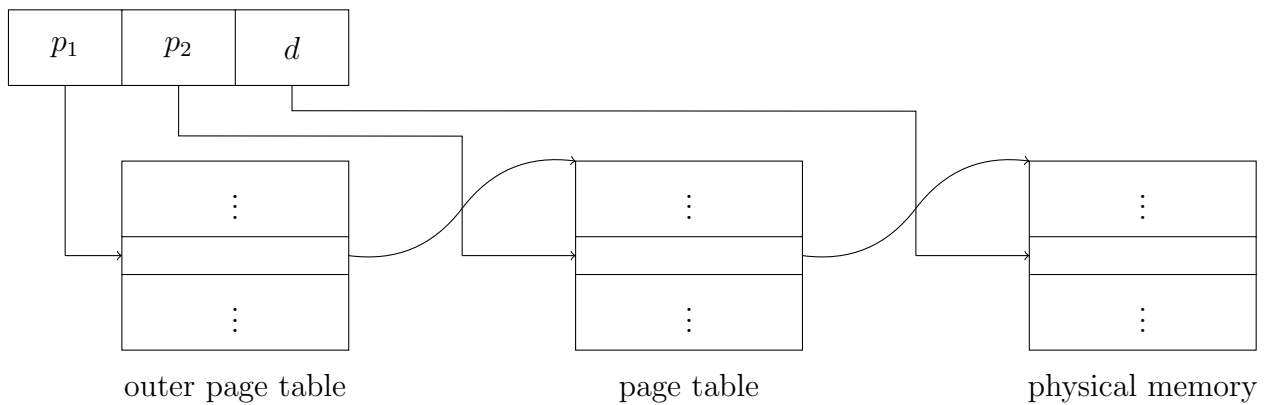 p₁ p₂ d
⋮ ⋮ ⋮
⋮ ⋮ ⋮
outer page table page table physical memory